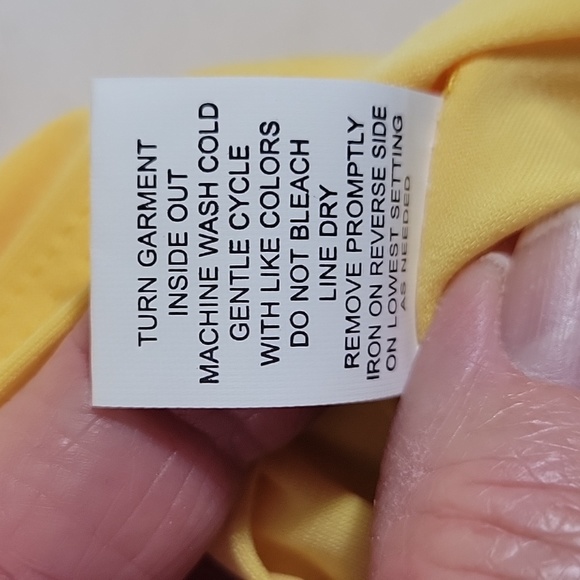 TURN GARMENT
INSIDE OUT
MACHINE WASH COLD
GENTLE CYCLE
WITH LIKE COLORS
DO NOT BLEACH
LINE DRY
REMOVE PROMPTLY
IRON ON REVERSE SIDE
ON LOWEST SETTING
AS NEEDED